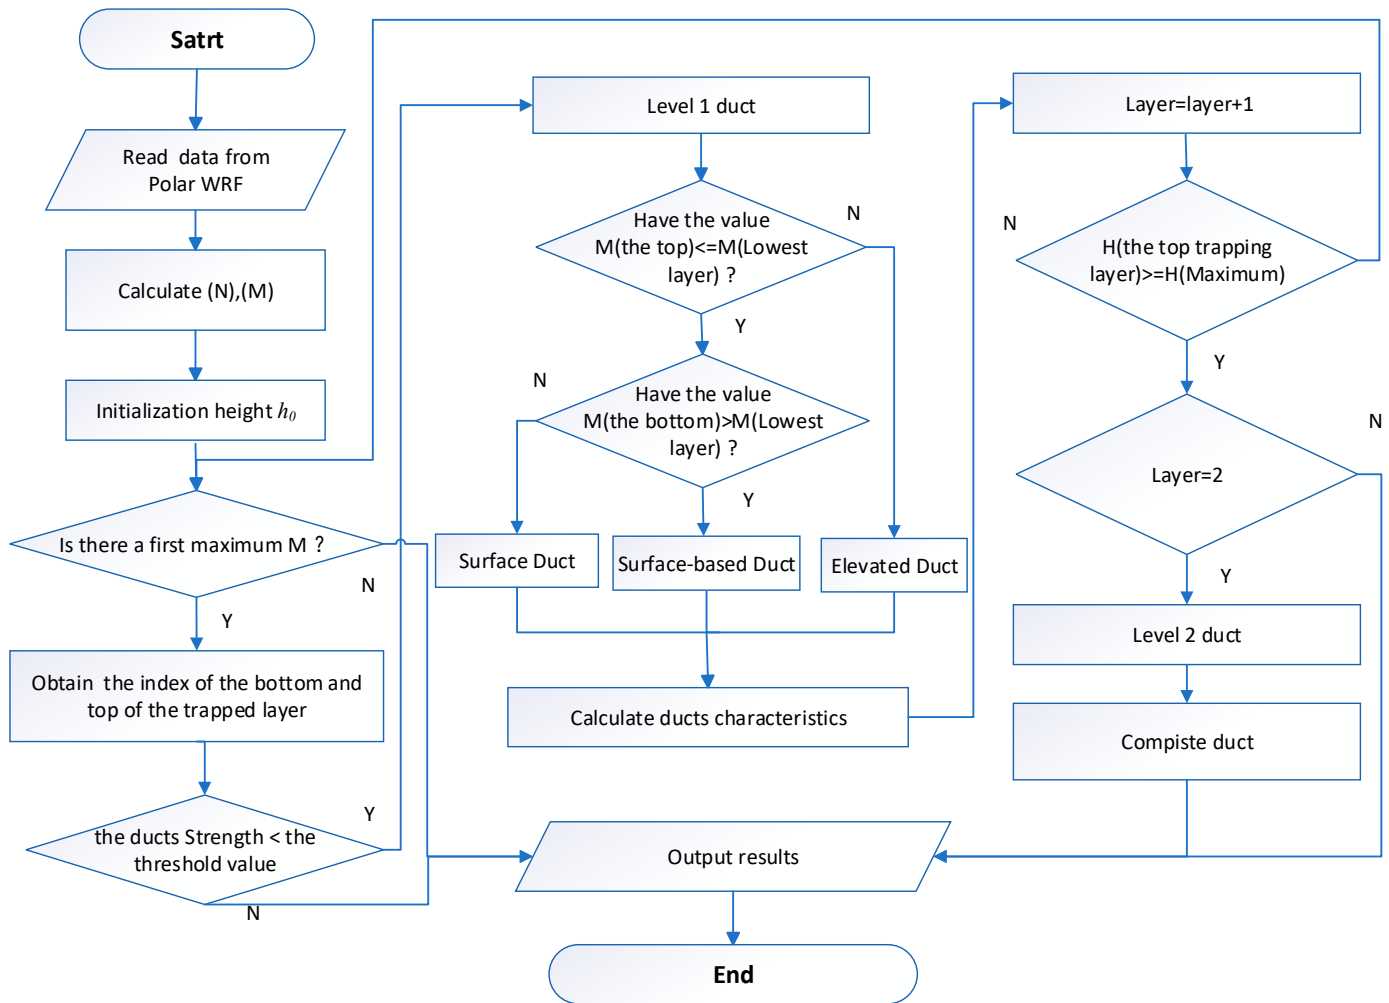 Satrt
Read data from
Polar WRF
Calculate (N),(M)
Initialization height h0
Is there a first maximum M ?
N
Y
Obtain the index of the bottom and
top of the trapped layer
Y
the ducts Strength < the
threshold value
N
Level 1 duct
Have the value
M(the top)<=M(Lowest
layer) ?
N
Y
Have the value
M(the bottom)>M(Lowest
layer) ?
N
Y
Surface Duct
Surface-based Duct
Elevated Duct
Calculate ducts characteristics
Layer=layer+1
N
H(the top trapping
layer)>=H(Maximum)
Y
N
Layer=2
Y
Level 2 duct
Compiste duct
Output results
End